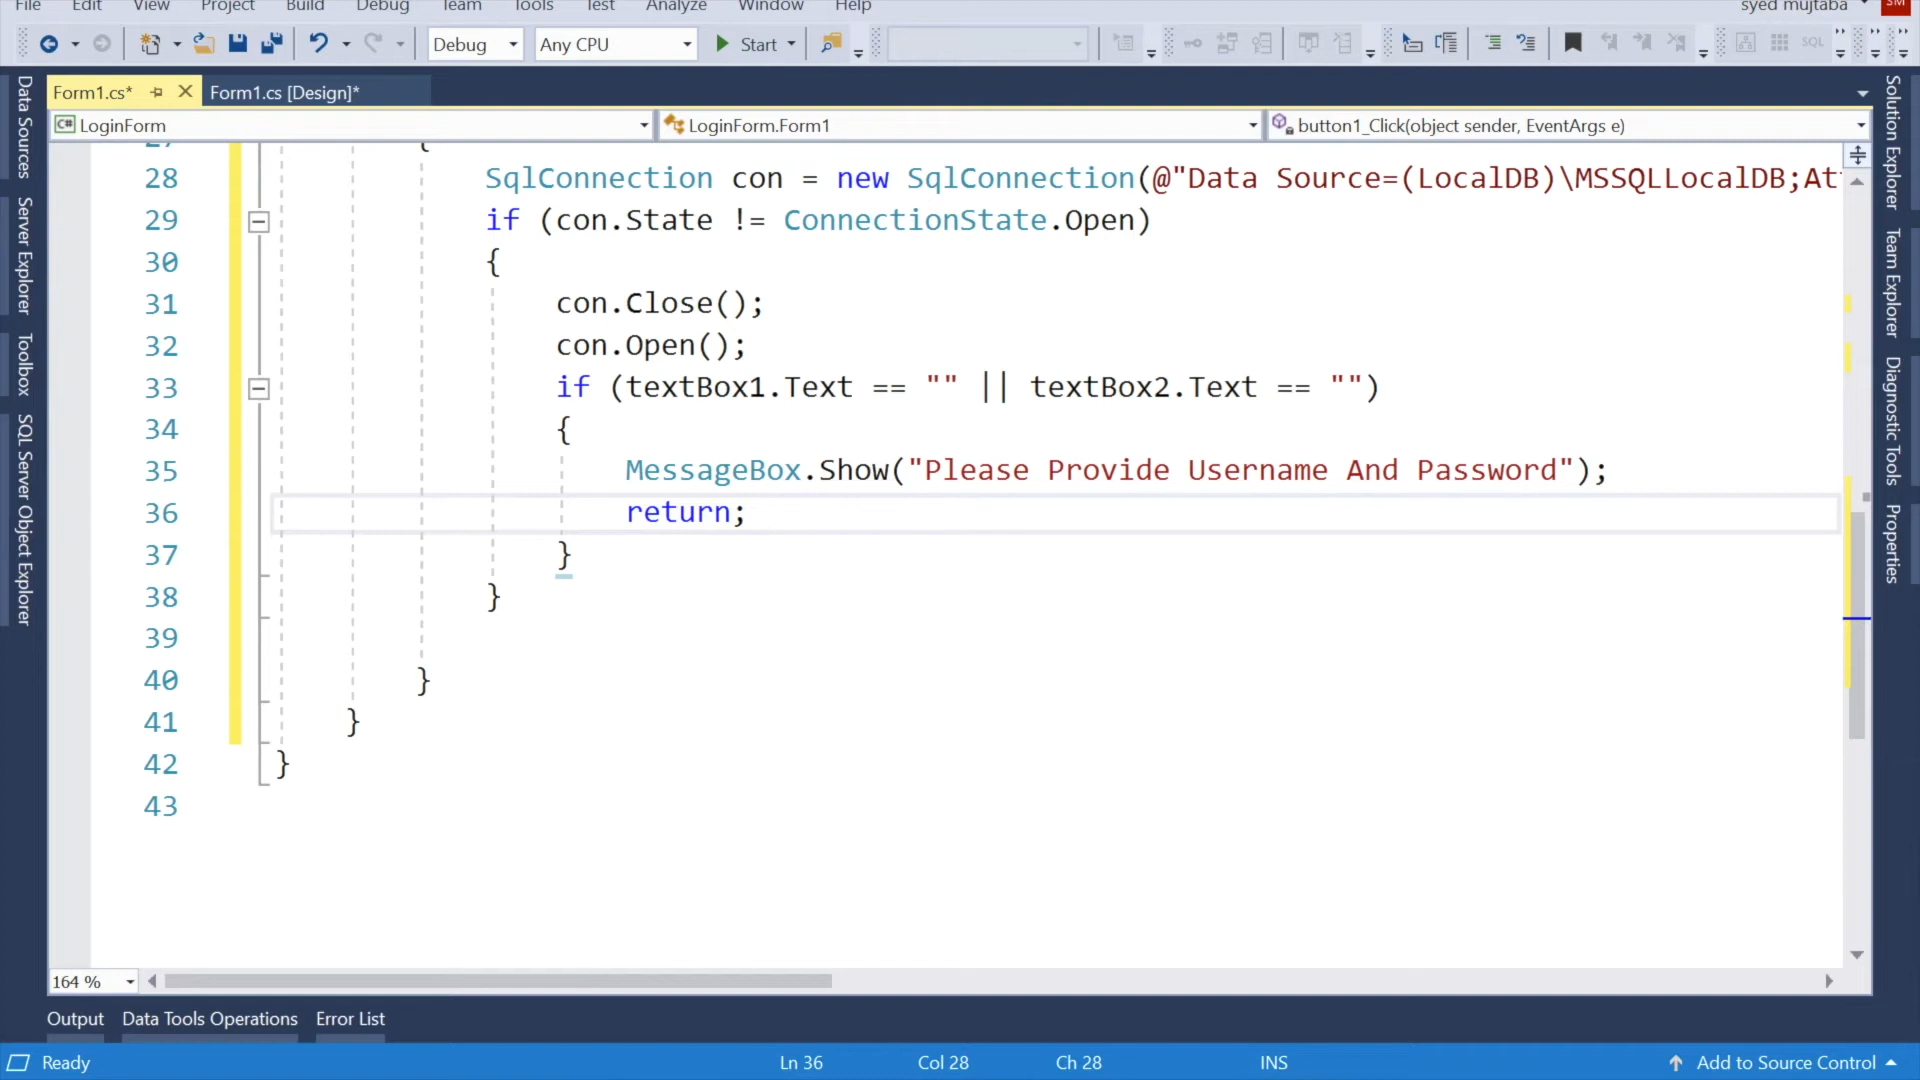 File Edit View Project Build Debug Team Tools Test Analyze Window Help syed mujtaba SM
Debug Any CPU Start SQL
Form1.cs* Form1.cs [Design]*
C# LoginForm LoginForm.Form1 button1_Click(object sender, EventArgs e)
27 {
28 SqlConnection con = new SqlConnection(@"Data Source=(LocalDB)\MSSQLLocalDB;At
29 if (con.State != ConnectionState.Open)
30 {
31 con.Close();
32 con.Open();
33 if (textBox1.Text == "" || textBox2.Text == "")
34 {
35 MessageBox.Show("Please Provide Username And Password");
36 return;
37 }
38 }
39
40 }
41 }
42 }
43
164 %
Data Sources
Server Explorer
Toolbox
SQL Server Object Explorer
Solution Explorer
Team Explorer
Diagnostic Tools
Properties
Output Data Tools Operations Error List
Ready Ln 36 Col 28 Ch 28 INS Add to Source Control